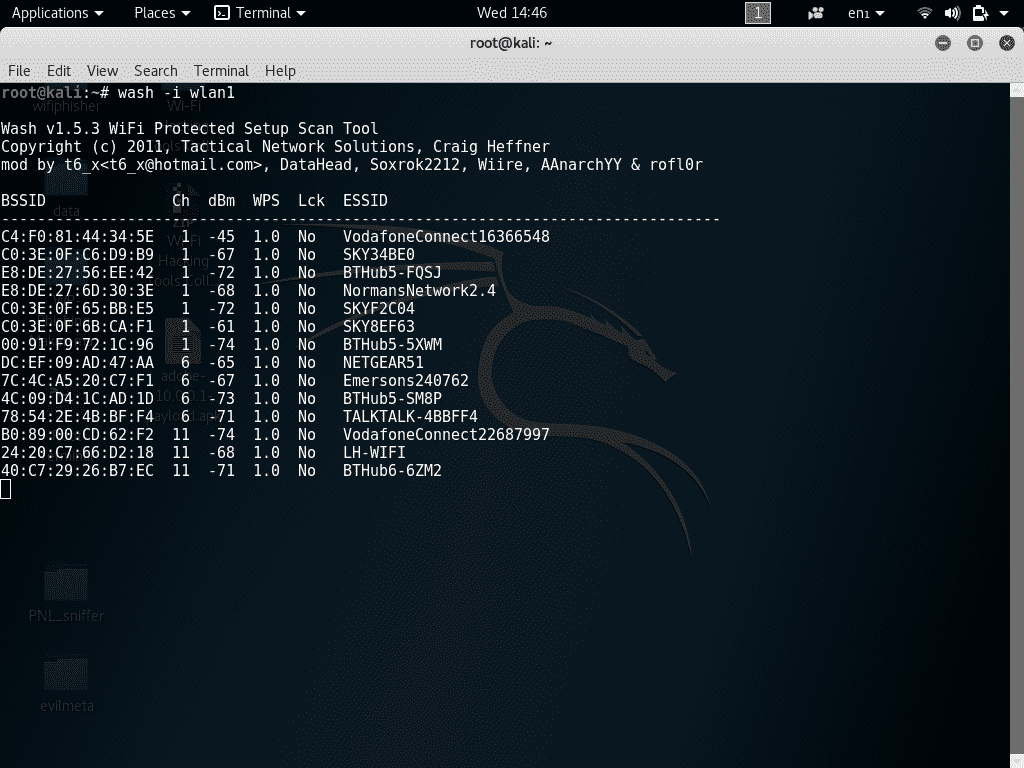 Applications Places Terminal Wed 14:46 1 en1
root@kali: ~
File Edit View Search Terminal Help
root@kali:~# wash -i wlan1
wifiphisher Wi-Fi
Wash v1.5.3 WiFi Protected Setup Scan Tool
Copyright (c) 2011, Tactical Network Solutions, Craig Heffner
mod by t6_x<t6_x@hotmail.com>, DataHead, Soxrok2212, Wiire, AAnarchYY & rofl0r
BSSID Ch dBm WPS Lck ESSID
data
--------------------------------------------------------------------------------
C4:F0:81:44:34:5E 1 -45 1.0 No VodafoneConnect16366548
C0:3E:0F:C6:D9:B9 1 -67 1.0 No SKY34BE0
E8:DE:27:56:EE:42 1 -72 1.0 No BTHub5-FQSJ
E8:DE:27:6D:30:3E 1 -68 1.0 No NormansNetwork2.4
C0:3E:0F:65:BB:E5 1 -72 1.0 No SKYF2C04
C0:3E:0F:6B:CA:F1 1 -61 1.0 No SKY8EF63
00:91:F9:72:1C:96 1 -74 1.0 No BTHub5-5XWM
DC:EF:09:AD:47:AA 6 -65 1.0 No NETGEAR51
7C:4C:A5:20:C7:F1 6 -67 1.0 No Emersons240762
4C:09:D4:1C:AD:1D 6 -73 1.0 No BTHub5-SM8P
78:54:2E:4B:BF:F4 6 -71 1.0 No TALKTALK-4BBFF4
B0:89:00:CD:62:F2 11 -74 1.0 No VodafoneConnect22687997
24:20:C7:66:D2:18 11 -68 1.0 No LH-WIFI
40:C7:29:26:B7:EC 11 -71 1.0 No BTHub6-6ZM2
PNL_sniffer
evilmeta